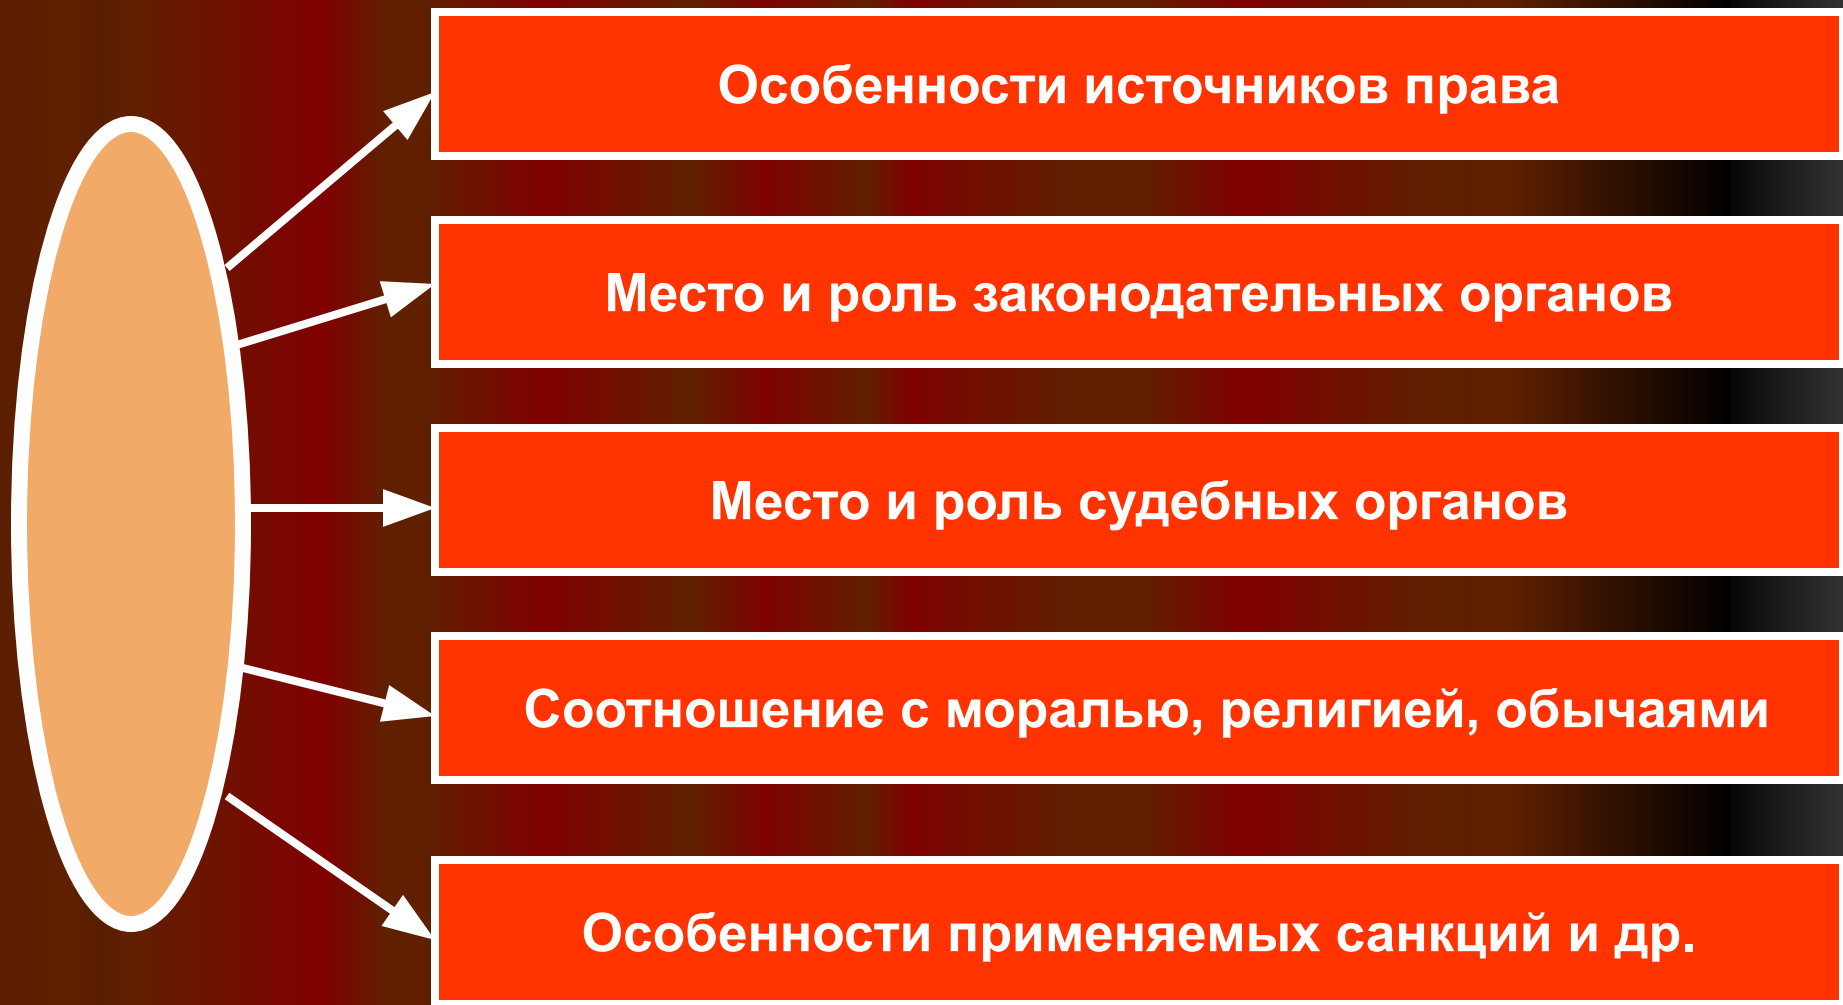 Особенности источников права
Место и роль законодательных органов
Место и роль судебных органов
Соотношение с моралью, религией, обычаями
Особенности применяемых санкций и др.